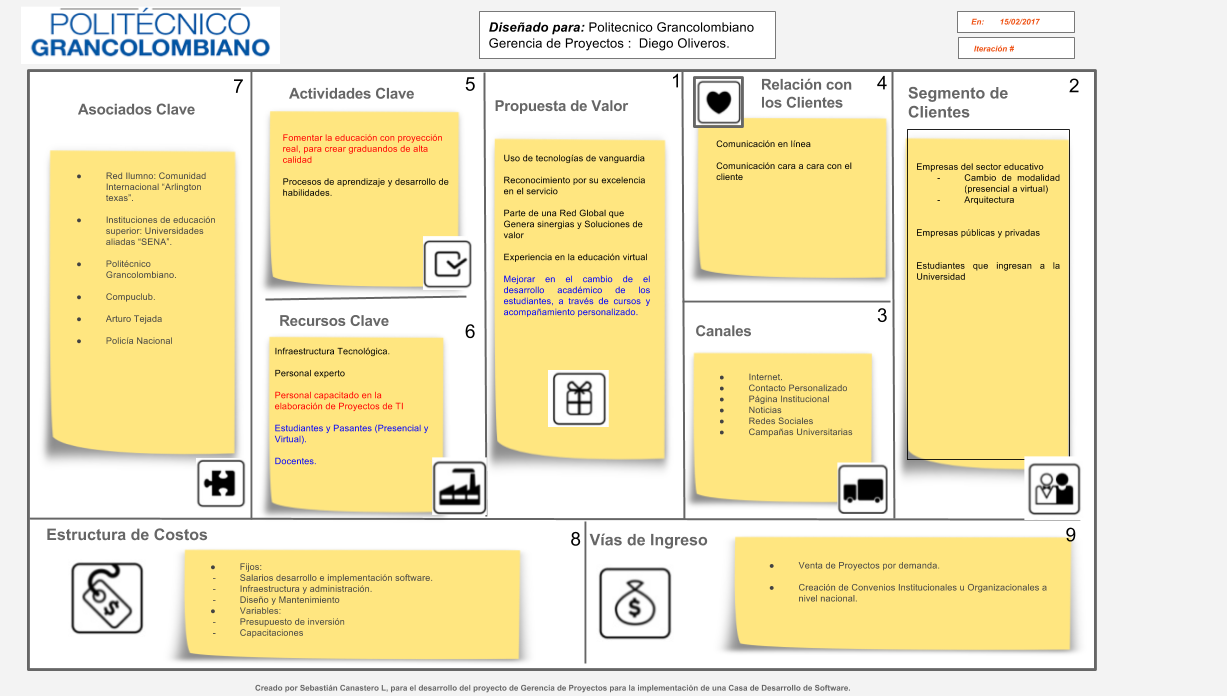 POLITÉCNICO
GRANCOLOMBIANO
Diseñado para: Politecnico Grancolombiano
Gerencia de Proyectos :  Diego Oliveros.
En: 15/02/2017
Iteración #
7
Asociados Clave
● Red Ilumno: Comunidad
Internacional “Arlington
texas”.
● Instituciones de educación
superior: Universidades
aliadas “SENA”.
● Politécnico
Grancolombiano.
● Compuclub.
● Arturo Tejada
● Policía Nacional
5
Actividades Clave
Fomentar la educación con proyección
real, para crear graduandos de alta
calidad
Procesos de aprendizaje y desarrollo de
habilidades.
Recursos Clave
6
Infraestructura Tecnológica.
Personal experto
Personal capacitado en la
elaboración de Proyectos de TI
Estudiantes y Pasantes (Presencial y
Virtual).
Docentes.
1
Propuesta de Valor
Uso de tecnologías de vanguardia
Reconocimiento por su excelencia
en el servicio
Parte de una Red Global que
Genera sinergias y Soluciones de
valor
Experiencia en la educación virtual
Mejorar en el cambio de el
desarrollo académico de los
estudiantes, a través de cursos y
acompañamiento personalizado.
Relación con
los Clientes
4
Comunicación en línea
Comunicación cara a cara con el
cliente
3
Canales
● Internet.
● Contacto Personalizado
● Página Institucional
● Noticias
● Redes Sociales
● Campañas Universitarias
2
Segmento de
Clientes
Empresas del sector educativo
- Cambio de modalidad
(presencial a virtual)
- Arquitectura
Empresas públicas y privadas
Estudiantes que ingresan a la
Universidad
Estructura de Costos
8
● Fijos:
- Salarios desarrollo e implementación software.
- Infraestructura y administración.
- Diseño y Mantenimiento
● Variables:
- Presupuesto de inversión
- Capacitaciones
Vías de Ingreso
9
● Venta de Proyectos por demanda.
● Creación de Convenios Institucionales u Organizacionales a
nivel nacional.
Creado por Sebastián Canastero L, para el desarrollo del proyecto de Gerencia de Proyectos para la implementación de una Casa de Desarrollo de Software.